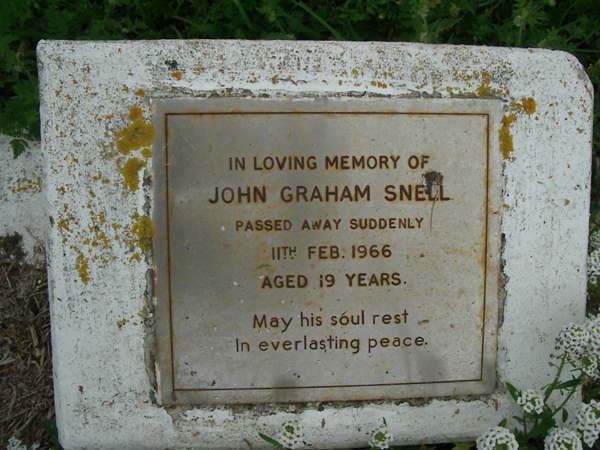 IN LOVING MEMORY OF
JOHN GRAHAM SNELL
PASSED AWAY SUDDENLY
11TH FEB. 1966
AGED 19 YEARS.
May his soul rest
In everlasting peace.